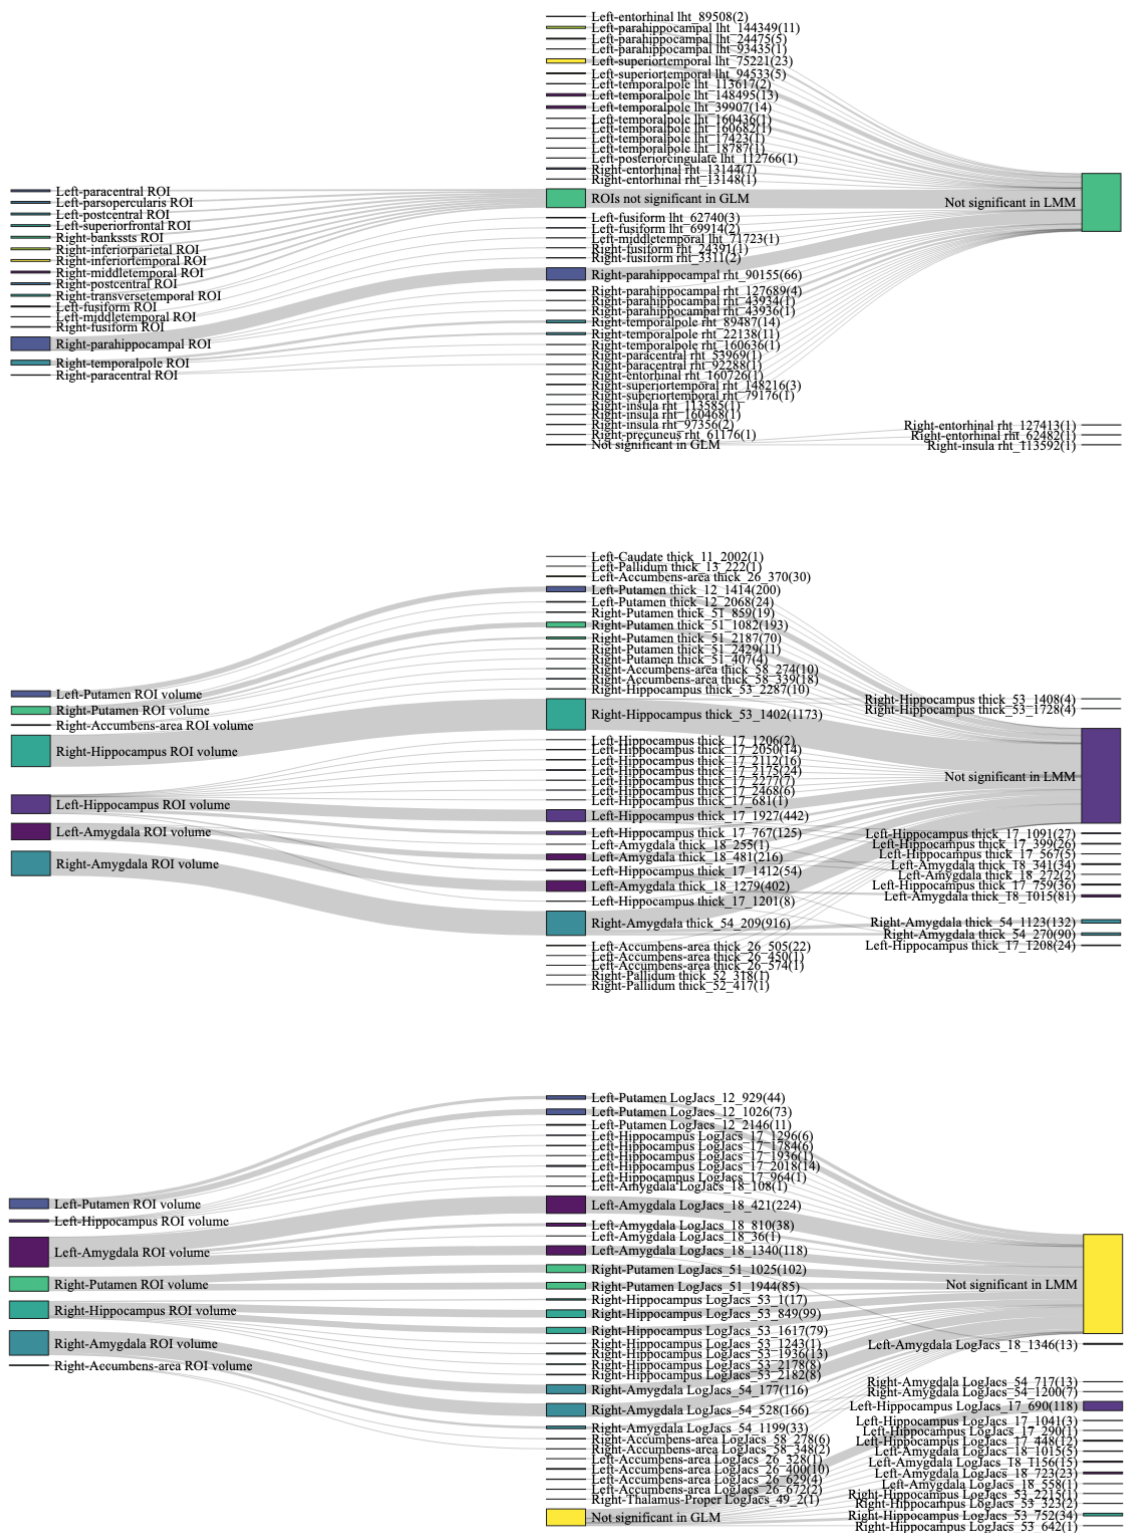 Left-entorhinal lht_89508(2)
Left-parahippocampal lht_144349(11)
Left-parahippocampal lht_24475(5)
Left-parahippocampal lht_93435(1)
Left-superiortemporal lht_75221(23)
Left-superiortemporal lht_94533(5)
Left-temporalpole lht_113617(2)
Left-temporalpole lht_148495(13)
Left-temporalpole lht_39907(14)
Left-temporalpole lht_160436(1)
Left-temporalpole lht_160682(1)
Left-temporalpole lht_17423(1)
Left-temporalpole lht_18787(1)
Left-posteriorcingulate lht_112766(1)
Right-entorhinal rht_13144(7)
Right-entorhinal rht_13148(1)
ROIs not significant in GLM
Left-fusiform lht_62740(3)
Left-fusiform lht_69914(2)
Left-middletemporal lht_71723(1)
Right-fusiform rht_24391(1)
Right-fusiform rht_3311(2)
Right-parahippocampal rht_90155(66)
Right-parahippocampal rht_127689(4)
Right-parahippocampal rht_43934(1)
Right-parahippocampal rht_43936(1)
Right-temporalpole rht_89487(14)
Right-temporalpole rht_22138(11)
Right-temporalpole rht_160636(1)
Right-paracentral rht_53969(1)
Right-paracentral rht_92288(1)
Right-entorhinal rht_160726(1)
Right-superiortemporal rht_148216(3)
Right-superiortemporal rht_79176(1)
Right-insula rht_113585(1)
Right-insula rht_160468(1)
Right-insula rht_97356(2)
Right-precuneus rht_61176(1)
Not significant in GLM
Left-paracentral ROI
Left-parsopercularis ROI
Left-postcentral ROI
Left-superiorfrontal ROI
Right-bankssts ROI
Right-inferiorparietal ROI
Right-inferiortemporal ROI
Right-middletemporal ROI
Right-postcentral ROI
Right-transversetemporal ROI
Left-fusiform ROI
Left-middletemporal ROI
Right-fusiform ROI
Right-parahippocampal ROI
Right-temporalpole ROI
Right-paracentral ROI
Not significant in LMM
Right-entorhinal rht_127413(1)
Right-entorhinal rht_62482(1)
Right-insula rht_113592(1)
Left-Caudate thick_11_2002(1)
Left-Pallidum thick_13_222(1)
Left-Accumbens-area thick_26_370(30)
Left-Putamen thick_12_1414(200)
Left-Putamen thick_12_2068(24)
Right-Putamen thick_51_859(19)
Right-Putamen thick_51_1082(193)
Right-Putamen thick_51_2187(70)
Right-Putamen thick_51_2429(11)
Right-Putamen thick_51_407(4)
Right-Accumbens-area thick_58_274(10)
Right-Accumbens-area thick_58_339(18)
Right-Hippocampus thick_53_2287(10)
Right-Hippocampus thick_53_1402(1173)
Left-Hippocampus thick_17_1206(2)
Left-Hippocampus thick_17_2050(14)
Left-Hippocampus thick_17_2112(16)
Left-Hippocampus thick_17_2175(24)
Left-Hippocampus thick_17_2277(7)
Left-Hippocampus thick_17_2468(6)
Left-Hippocampus thick_17_681(1)
Left-Hippocampus thick_17_1927(442)
Left-Hippocampus thick_17_767(125)
Left-Amygdala thick_18_255(1)
Left-Amygdala thick_18_481(216)
Left-Hippocampus thick_17_1412(54)
Left-Amygdala thick_18_1279(402)
Left-Hippocampus thick_17_1201(8)
Right-Amygdala thick_54_209(916)
Left-Accumbens-area thick_26_505(22)
Left-Accumbens-area thick_26_450(1)
Left-Accumbens-area thick_26_574(1)
Right-Pallidum thick_52_318(1)
Right-Pallidum thick_52_417(1)
Left-Putamen ROI volume
Right-Putamen ROI volume
Right-Accumbens-area ROI volume
Right-Hippocampus ROI volume
Left-Hippocampus ROI volume
Left-Amygdala ROI volume
Right-Amygdala ROI volume
Right-Hippocampus thick_53_1408(4)
Right-Hippocampus thick_53_1728(4)
Not significant in LMM
Left-Hippocampus thick_17_1091(27)
Left-Hippocampus thick_17_399(26)
Left-Hippocampus thick_17_567(5)
Left-Amygdala thick_18_341(34)
Left-Amygdala thick_18_272(2)
Left-Hippocampus thick_17_759(36)
Left-Amygdala thick_18_1015(81)
Right-Amygdala thick_54_1123(132)
Right-Amygdala thick_54_270(90)
Left-Hippocampus thick_17_1208(24)
Left-Putamen LogJacs_12_929(44)
Left-Putamen LogJacs_12_1026(73)
Left-Putamen LogJacs_12_2146(11)
Left-Hippocampus LogJacs_17_1296(6)
Left-Hippocampus LogJacs_17_1784(6)
Left-Hippocampus LogJacs_17_1936(1)
Left-Hippocampus LogJacs_17_2018(14)
Left-Hippocampus LogJacs_17_964(1)
Left-Amygdala LogJacs_18_108(1)
Left-Amygdala LogJacs_18_421(224)
Left-Amygdala LogJacs_18_810(38)
Left-Amygdala LogJacs_18_36(1)
Left-Amygdala LogJacs_18_1340(118)
Right-Putamen LogJacs_51_1025(102)
Right-Putamen LogJacs_51_1944(85)
Right-Hippocampus LogJacs_53_1(17)
Right-Hippocampus LogJacs_53_849(99)
Right-Hippocampus LogJacs_53_1617(79)
Right-Hippocampus LogJacs_53_1243(1)
Right-Hippocampus LogJacs_53_1936(13)
Right-Hippocampus LogJacs_53_2178(8)
Right-Hippocampus LogJacs_53_2182(8)
Right-Amygdala LogJacs_54_177(116)
Right-Amygdala LogJacs_54_528(166)
Right-Amygdala LogJacs_54_1199(33)
Right-Accumbens-area LogJacs_58_278(6)
Right-Accumbens-area LogJacs_58_348(2)
Left-Accumbens-area LogJacs_26_328(1)
Left-Accumbens-area LogJacs_26_400(10)
Left-Accumbens-area LogJacs_26_629(4)
Left-Accumbens-area LogJacs_26_672(2)
Right-Thalamus-Proper LogJacs_49_2(1)
Not significant in GLM
Left-Putamen ROI volume
Left-Hippocampus ROI volume
Left-Amygdala ROI volume
Right-Putamen ROI volume
Right-Hippocampus ROI volume
Right-Amygdala ROI volume
Right-Accumbens-area ROI volume
Not significant in LMM
Left-Amygdala LogJacs_18_1346(13)
Right-Amygdala LogJacs_54_717(13)
Right-Amygdala LogJacs_54_1200(7)
Left-Hippocampus LogJacs_17_690(118)
Left-Hippocampus LogJacs_17_1041(3)
Left-Hippocampus LogJacs_17_290(1)
Left-Hippocampus LogJacs_17_448(12)
Left-Amygdala LogJacs_18_1015(5)
Left-Amygdala LogJacs_18_1156(15)
Left-Amygdala LogJacs_18_723(23)
Left-Amygdala LogJacs_18_558(1)
Right-Hippocampus LogJacs_53_2215(1)
Right-Hippocampus LogJacs_53_323(2)
Right-Hippocampus LogJacs_53_752(34)
Right-Hippocampus LogJacs_53_642(1)